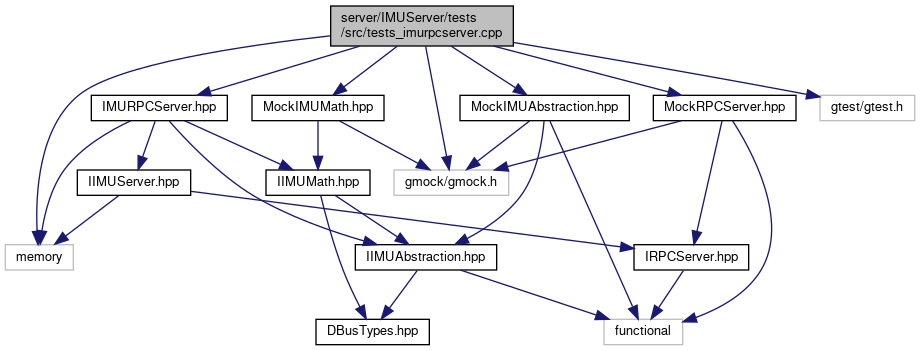 server/IMUServer/tests
/src/tests_imurpcserver.cpp
IMURPCServer.hpp
MockIMUMath.hpp
MockIMUAbstraction.hpp
MockRPCServer.hpp
gtest/gtest.h
IIMUServer.hpp
IIMUMath.hpp
gmock/gmock.h
memory
IIMUAbstraction.hpp
IRPCServer.hpp
DBusTypes.hpp
functional